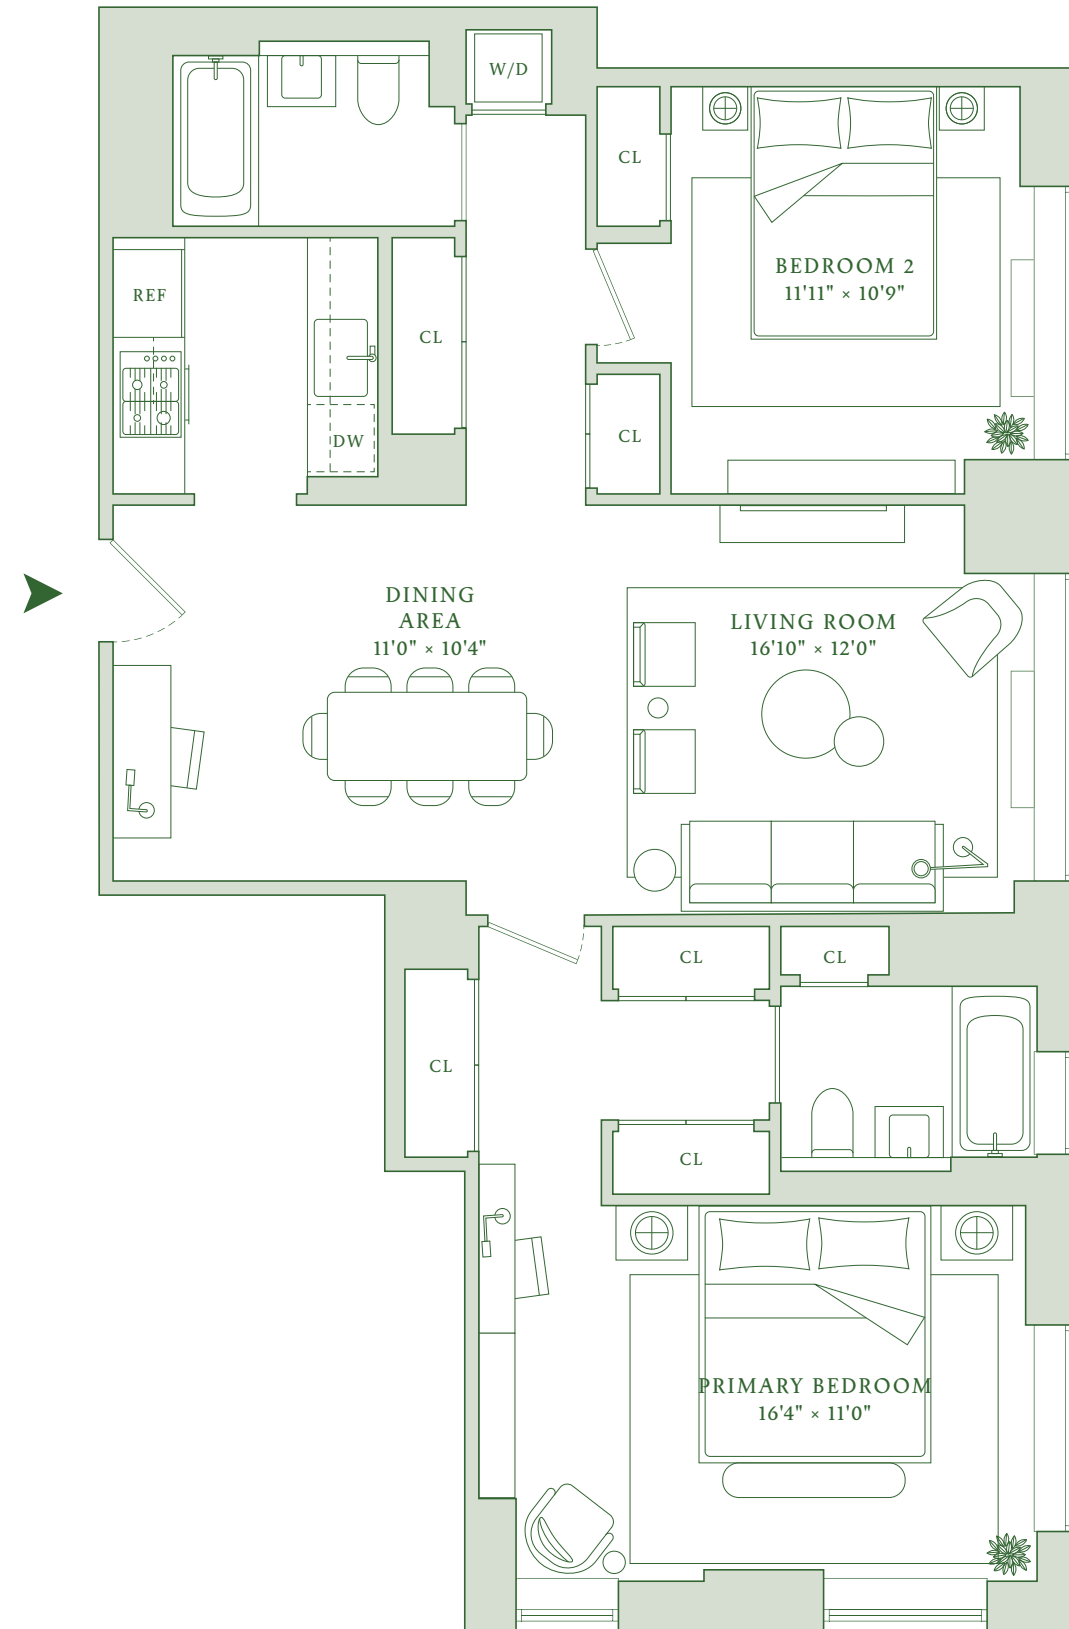 W/D
CL
BEDROOM 2
11'11" × 10'9"
REF
CL
CL
DW
DINING
AREA
11'0" × 10'4"
LIVING ROOM
16'10" × 12'0"
CL
CL
CL
CL
PRIMARY BEDROOM
16'4" × 11'0"